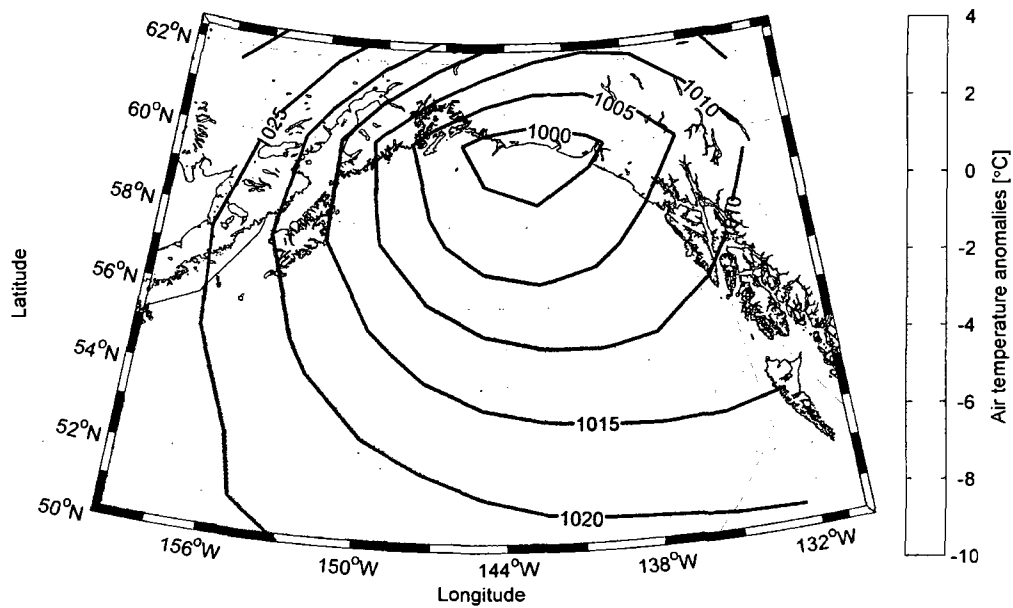 62°N
60°N
58°N
56°N
54°N
52°N
50°N
Latitude
156°W
150°W
144°W
138°W
132°W
Longitude
1025
1000
1005
1010
1010
1015
1020
4
2
0
-2
-4
-6
-8
-10
Air temperature anomalies [°C]